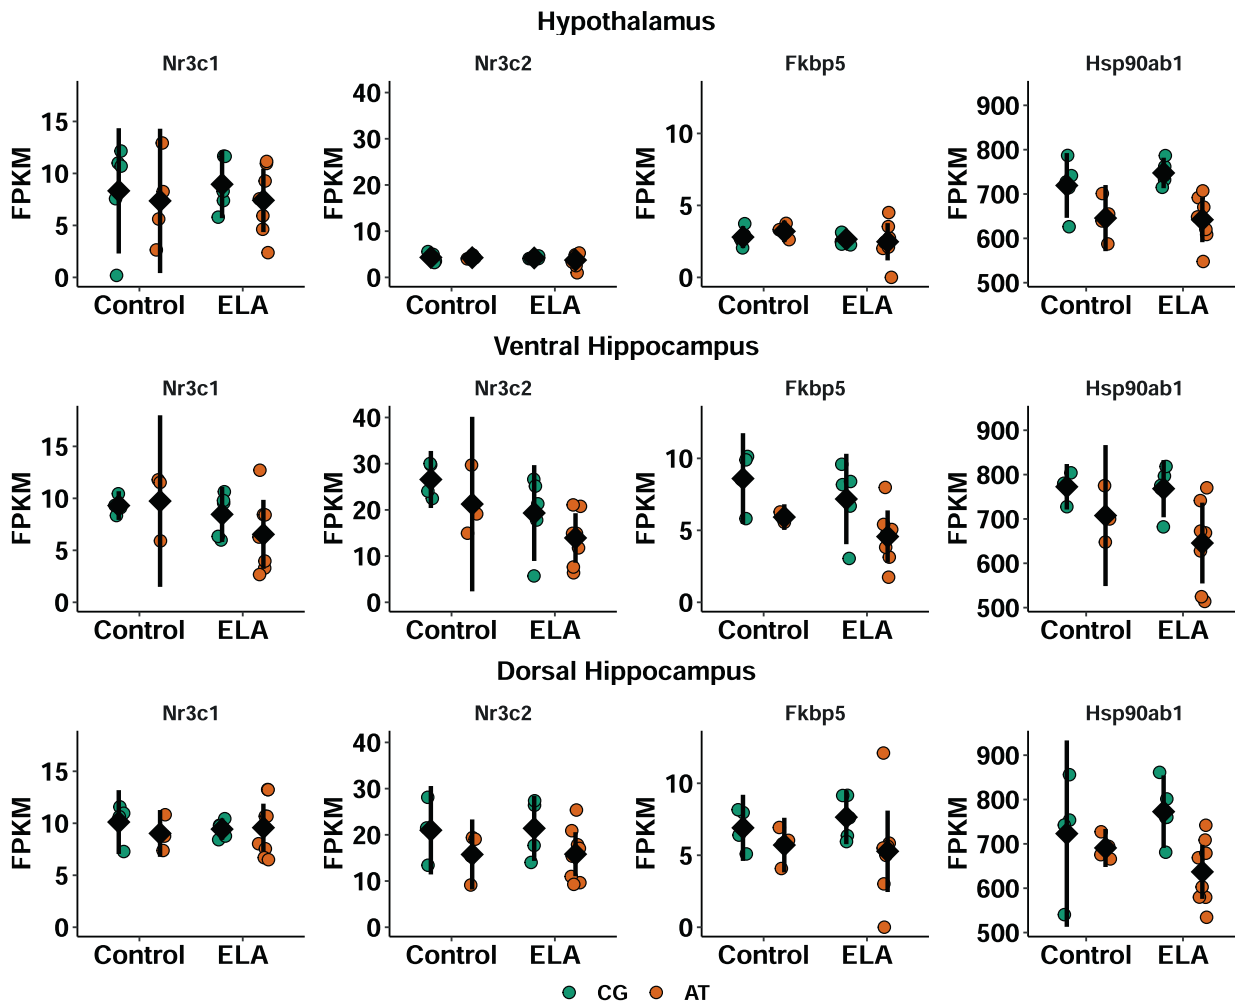 Hypothalamus
Nr3c1 Nr3c2 Fkbp5 Hsp90ab1
FPKM 15 10 5 0 Control ELA
FPKM 40 30 20 10 0 Control ELA
FPKM 10 5 0 Control ELA
FPKM 900 800 700 600 500 Control ELA
Ventral Hippocampus
Nr3c1 Nr3c2 Fkbp5 Hsp90ab1
FPKM 15 10 5 0 Control ELA
FPKM 40 30 20 10 0 Control ELA
FPKM 10 5 0 Control ELA
FPKM 900 800 700 600 500 Control ELA
Dorsal Hippocampus
Nr3c1 Nr3c2 Fkbp5 Hsp90ab1
FPKM 15 10 5 0 Control ELA
FPKM 40 30 20 10 0 Control ELA
FPKM 10 5 0 Control ELA
FPKM 900 800 700 600 500 Control ELA
CG AT